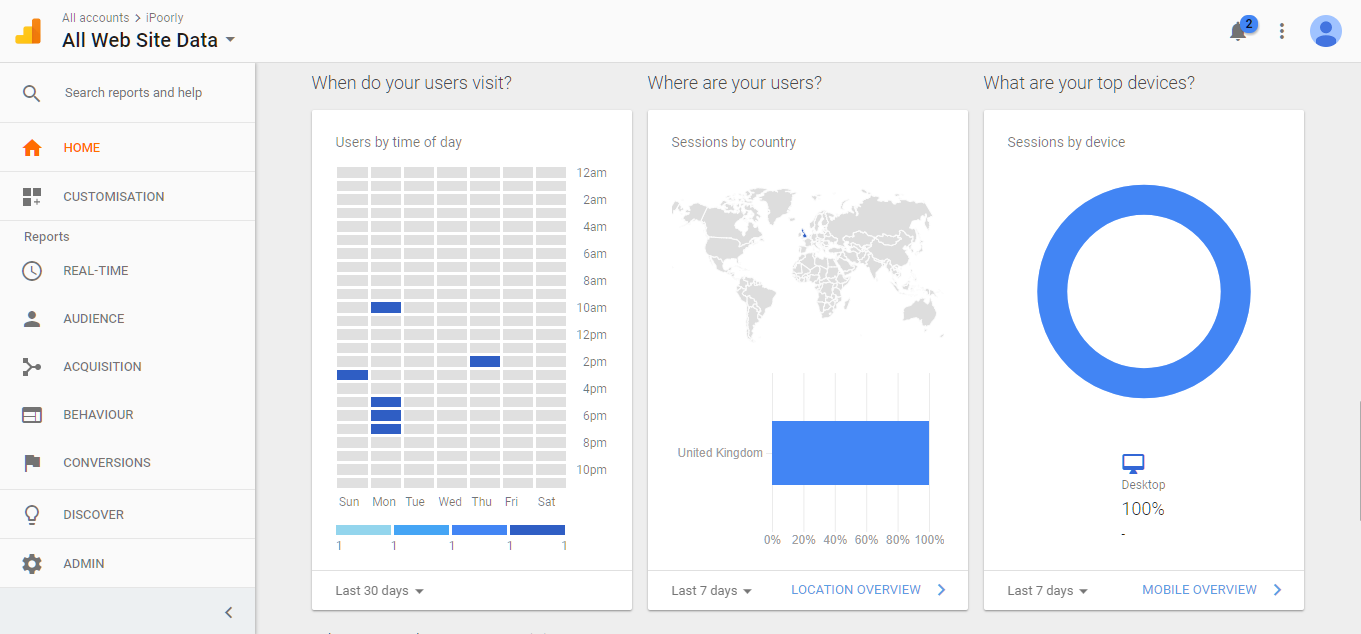 All accounts > iPoorly
All Web Site Data
2
Search reports and help
HOME
CUSTOMISATION
Reports
REAL-TIME
AUDIENCE
ACQUISITION
BEHAVIOUR
CONVERSIONS
DISCOVER
ADMIN
When do your users visit?
Users by time of day
12am
2am
4am
6am
8am
10am
12pm
2pm
4pm
6pm
8pm
10pm
Sun Mon Tue Wed Thu Fri Sat
1 1 1 1 1
Last 30 days
Where are your users?
Sessions by country
United Kingdom
0% 20% 40% 60% 80% 100%
Last 7 days LOCATION OVERVIEW
What are your top devices?
Sessions by device
Desktop
100%
-
Last 7 days MOBILE OVERVIEW